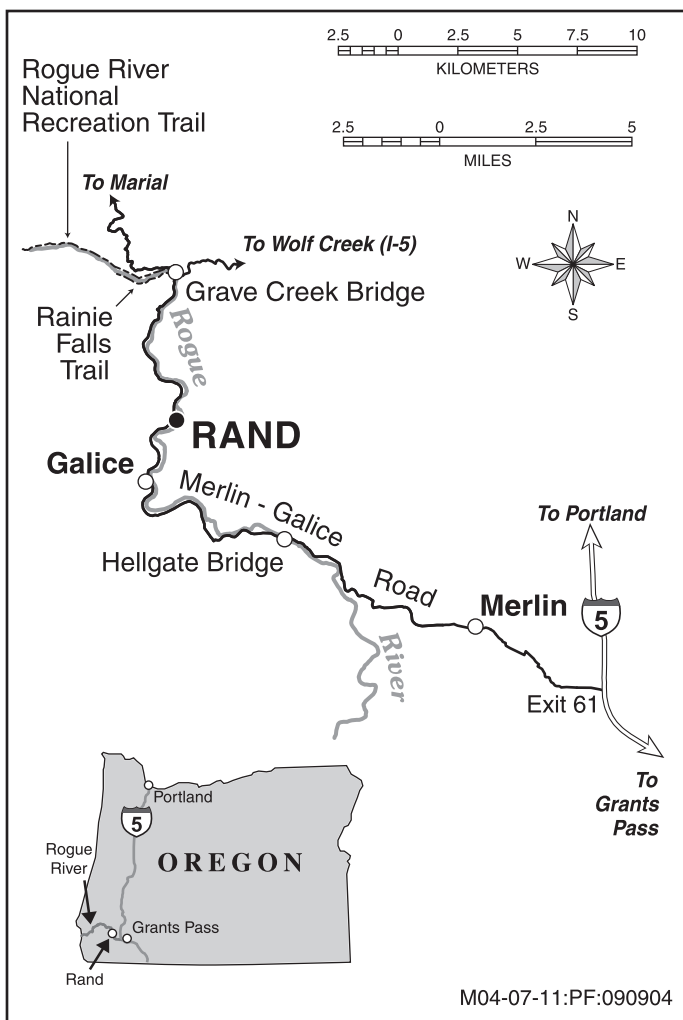 2.5 0 2.5 5 7.5 10
KILOMETERS
2.5 0 2.5 5
MILES
Rogue River
National
Recreation Trail
To Marial
To Wolf Creek (I-5)
N
W E
S
Grave Creek Bridge
Rainie
Falls
Trail
Rogue
RAND
Galice
Merlin - Galice
Hellgate Bridge
Road
Merlin
River
To Portland
5
Exit 61
To
Grants
Pass
Portland
5
OREGON
Rogue
River
Grants Pass
Rand
M04-07-11:PF:090904